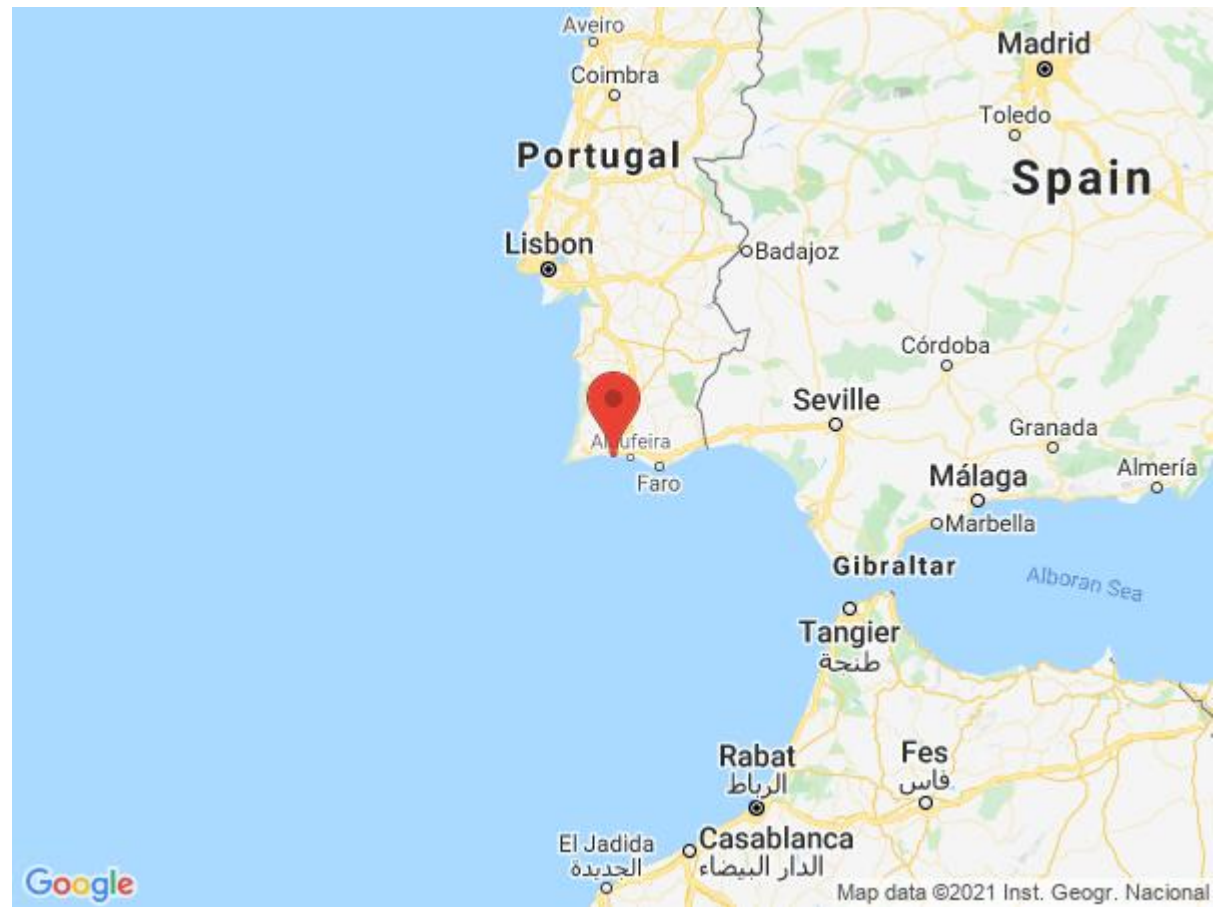 Aveiro
Coimbra
Madrid
Toledo
Portugal
Spain
Lisbon
Badajoz
Córdoba
Seville
Granada
Almería
Málaga
Marbella
Faro
Gibraltar
Alboran Sea
Tangier
طنجة
Rabat
الرباط
Fes
فاس
El Jadida
الجديدة
Casablanca
الدار البيضاء
Google
Map data ©2021 Inst. Geogr. Nacional